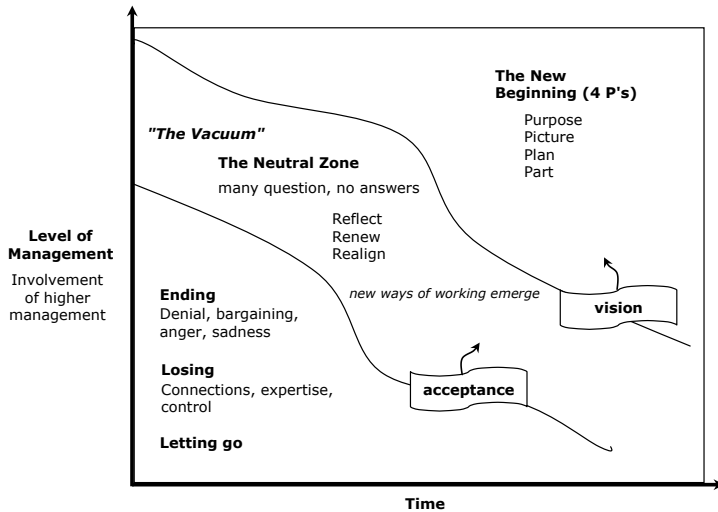 The New
Beginning (4 P's)
Purpose
Picture
Plan
Part
"The Vacuum"
The Neutral Zone
many question, no answers
Reflect
Renew
Realign
Level of
Management
Involvement
of higher
management
new ways of working emerge
vision
Ending
Denial, bargaining,
anger, sadness
Losing
Connections, expertise,
control
acceptance
Letting go
Time